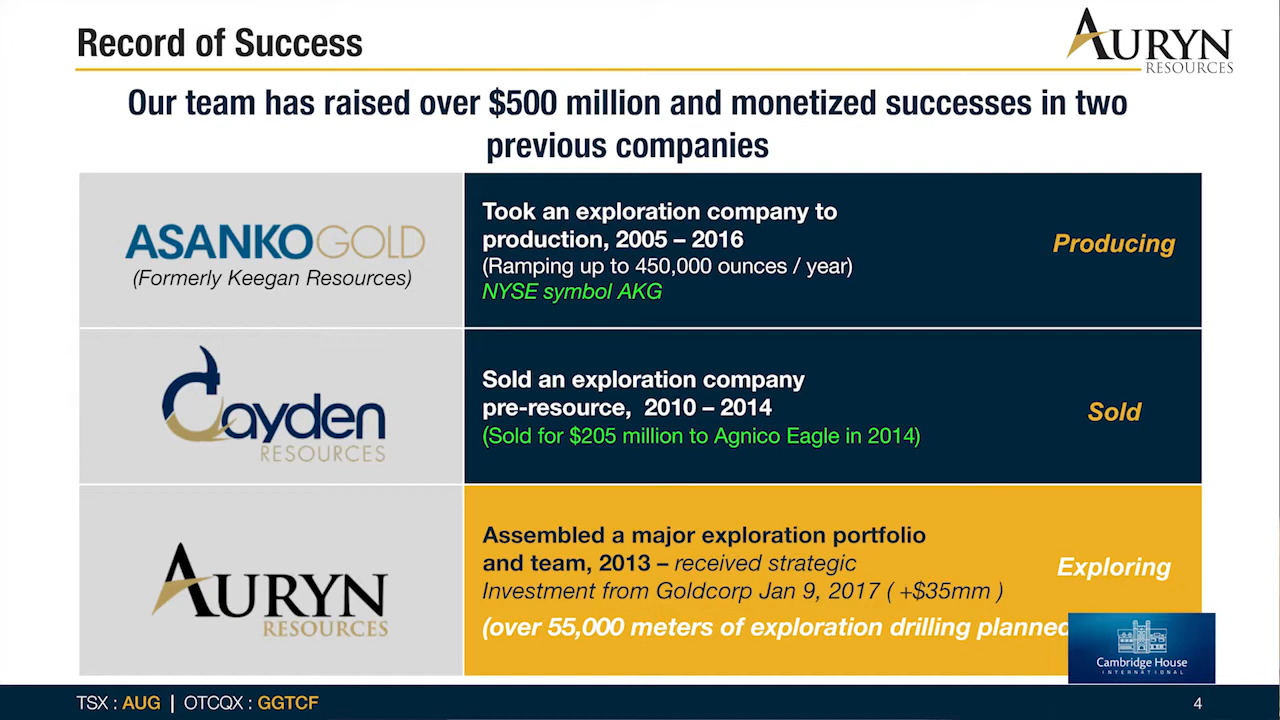 Record of Success
AURYN
RESOURCES
Our team has raised over $500 million and monetized successes in two
previous companies
ASANKOGOLD
(Formerly Keegan Resources)
Took an exploration company to
production, 2005 – 2016
(Ramping up to 450,000 ounces / year)
NYSE symbol AKG
Producing
Cayden
RESOURCES
Sold an exploration company
pre-resource, 2010 – 2014
(Sold for $205 million to Agnico Eagle in 2014)
Sold
AURYN
RESOURCES
Assembled a major exploration portfolio
and team, 2013 – received strategic
Investment from Goldcorp Jan 9, 2017 ( +$35mm )
(over 55,000 meters of exploration drilling planned
Exploring
Cambridge House
INTERNATIONAL
TSX : AUG | OTCQX : GGTCF
4